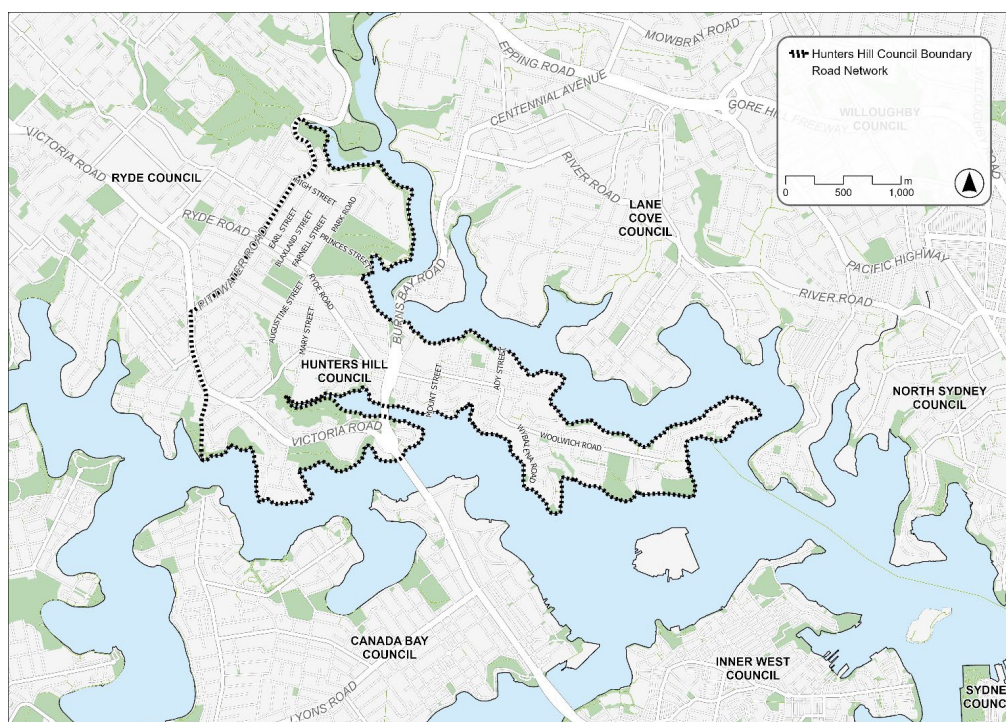 MOWBRAY ROAD
EPPING ROAD
CENTENNIAL AVENUE
GORE HILL FREEWAY
WILLOUGHBY
COUNCIL
Hunters Hill Council Boundary
Road Network
0 500 1,000 m
VICTORIA ROAD
RYDE COUNCIL
RYDE ROAD
HIGH STREET
EARL STREET
BLAXLAND STREET
FARNELL STREET
PARK ROAD
PRINCES STREET
PITTWATER ROAD
RYDE ROAD
AUGUSTINE STREET
MARY STREET
BURNS BAY ROAD
RIVER ROAD
LANE
COVE
COUNCIL
PACIFIC HIGHWAY
RIVER ROAD
HUNTERS HILL
COUNCIL
MOUNT STREET
ADY STREET
VICTORIA ROAD
WYBALENA ROAD
WOOLWICH ROAD
NORTH SYDNEY
COUNCIL
CANADA BAY
COUNCIL
LYONS ROAD
INNER WEST
COUNCIL
SYDNE
COUNC